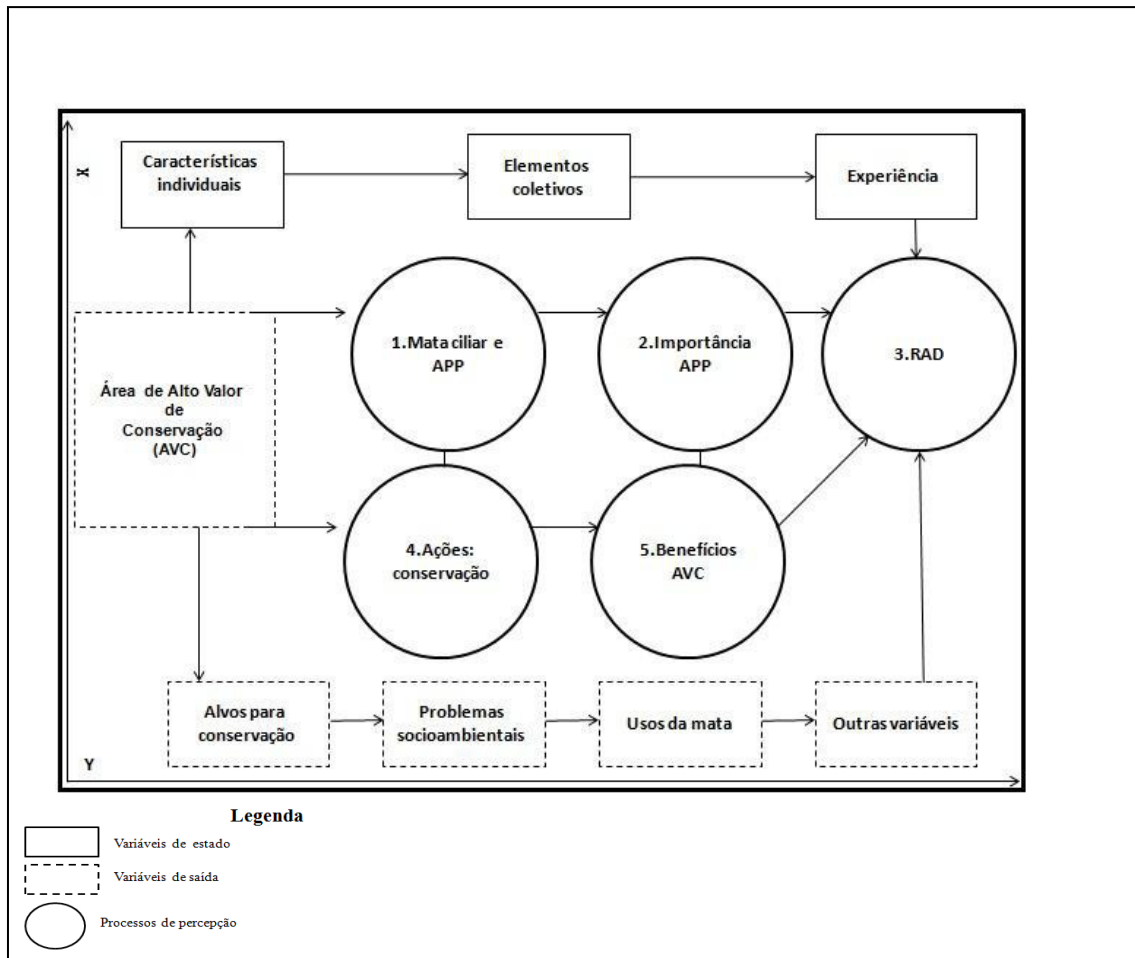 X
Características
individuais
Elementos
coletivos
Experiência
Área de Alto Valor
de
Conservação
(AVC)
1.Mata ciliar e
APP
2.Importância
APP
3.RAD
4.Ações:
conservação
5.Benefícios
AVC
Alvos para
conservação
Problemas
socioambientais
Usos da mata
Outras variáveis
Y
Legenda
Variáveis de estado
Variáveis de saída
Processos de percepção